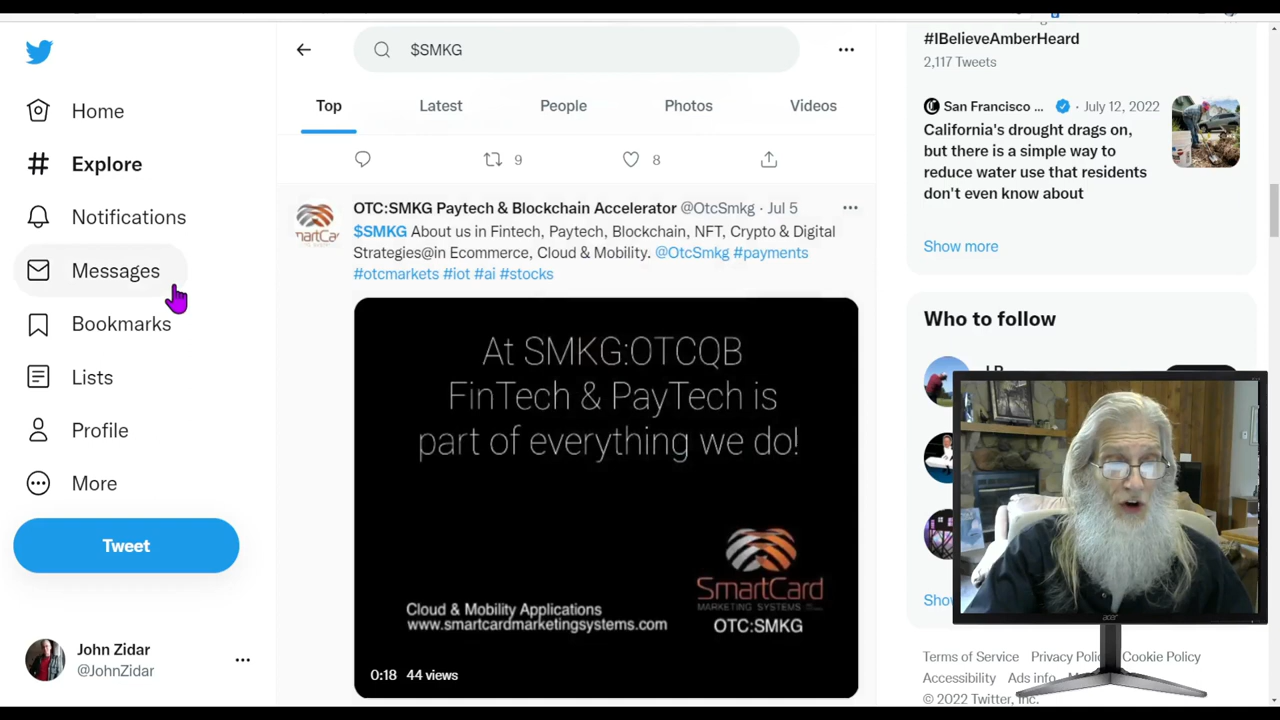 Home
Explore
Notifications
Messages
Bookmarks
Lists
Profile
More
Tweet
John Zidar
@JohnZidar
$SMKG
Top Latest People Photos Videos
9 8
OTC:SMKG Paytech & Blockchain Accelerator @OtcSmkg · Jul 5
$SMKG About us in Fintech, Paytech, Blockchain, NFT, Crypto & Digital
Strategies@in Ecommerce, Cloud & Mobility. @OtcSmkg #payments
#otcmarkets #iot #ai #stocks
At SMKG:OTCQB
FinTech & PayTech is
part of everything we do!
SmartCard
MARKETING SYSTEMS
OTC:SMKG
Cloud & Mobility Applications
www.smartcardmarketingsystems.com
0:18 44 views
#IBelieveAmberHeard
2,117 Tweets
San Francisco ... · July 12, 2022
California's drought drags on,
but there is a simple way to
reduce water use that residents
don't even know about
Show more
Who to follow
acer
Terms of Service Cookie Policy
Accessibility Ads info
© 2022 Twitter, Inc.